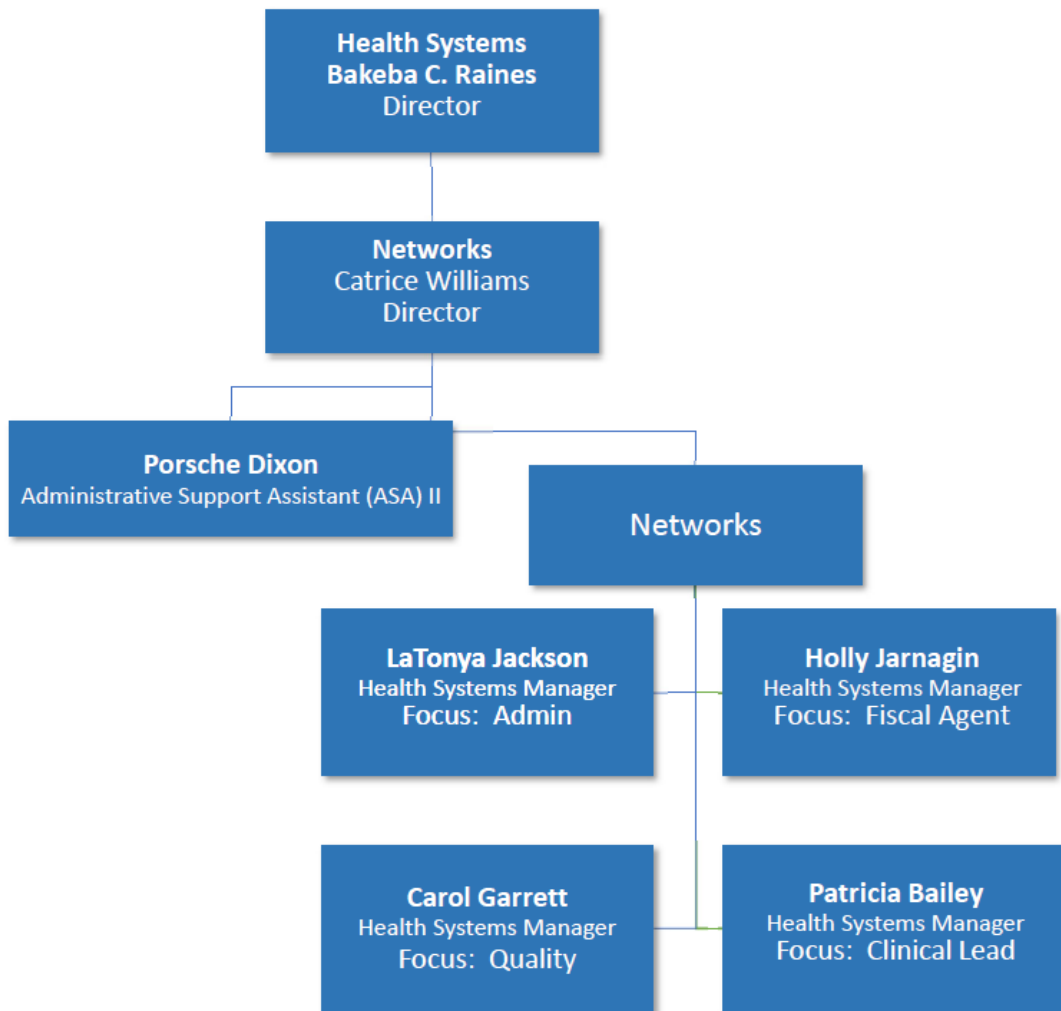 Health Systems
Bakeba C. Raines
Director
Networks
Catrice Williams
Director
Porsche Dixon
Administrative Support Assistant (ASA) II
Networks
LaTonya Jackson
Health Systems Manager
Focus: Admin
Holly Jarnagin
Health Systems Manager
Focus: Fiscal Agent
Carol Garrett
Health Systems Manager
Focus: Quality
Patricia Bailey
Health Systems Manager
Focus: Clinical Lead